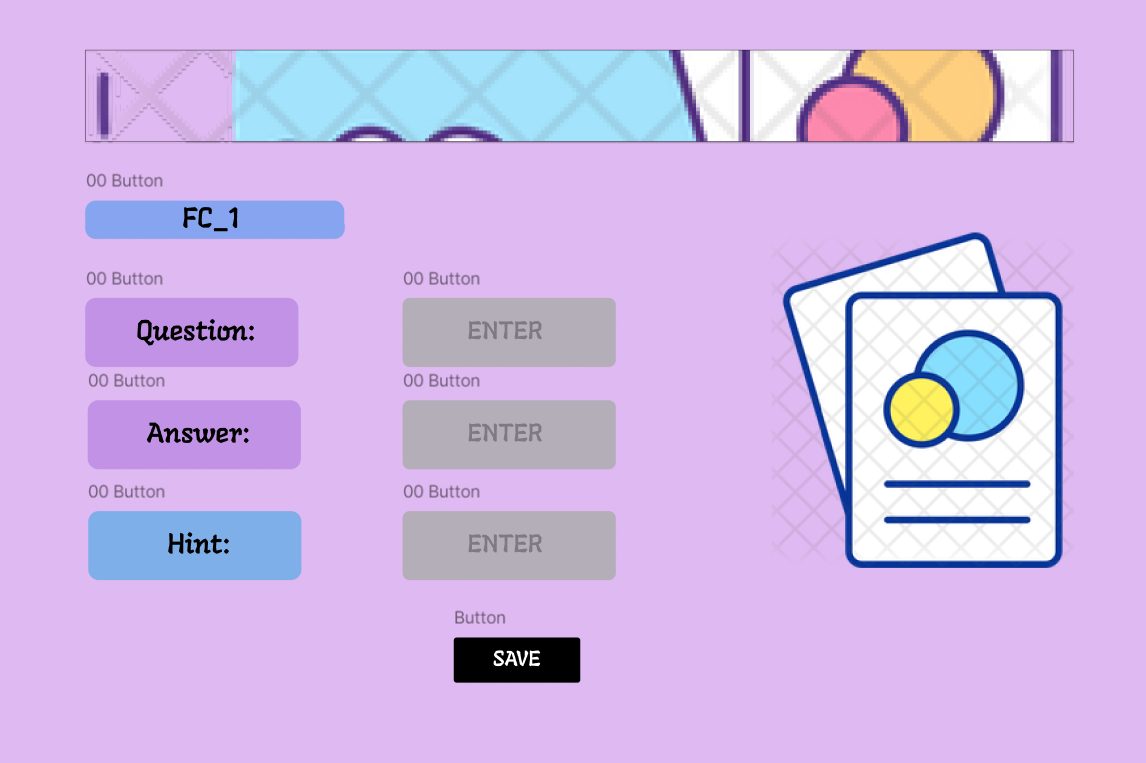 00 Button
FC_1
00 Button
00 Button
Question:
ENTER
00 Button
00 Button
Answer:
ENTER
00 Button
00 Button
Hint:
ENTER
Button
SAVE